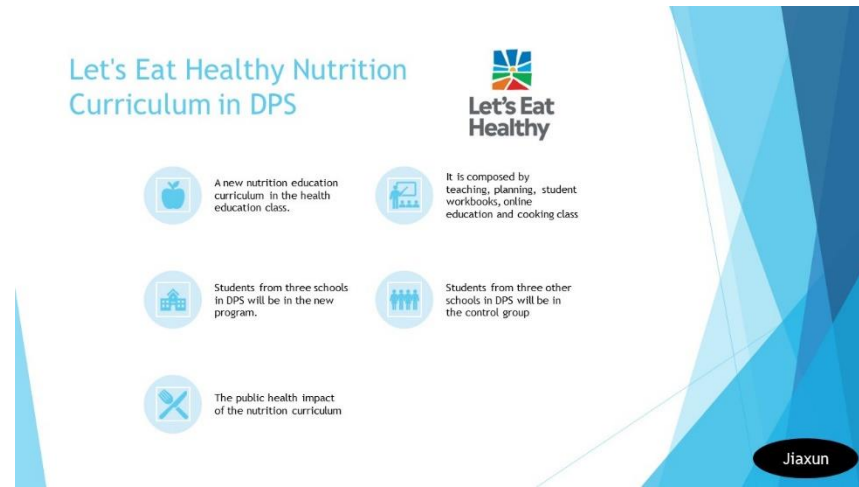 Let's Eat Healthy Nutrition
Curriculum in DPS
Let's Eat
Healthy
A new nutrition education
curriculum in the health
education class.
It is composed by
teaching, planning, student
workbooks, online
education and cooking class
Students from three schools
in DPS will be in the new
program.
Students from three other
schools in DPS will be in
the control group
The public health impact
of the nutrition curriculum
Jiaxun